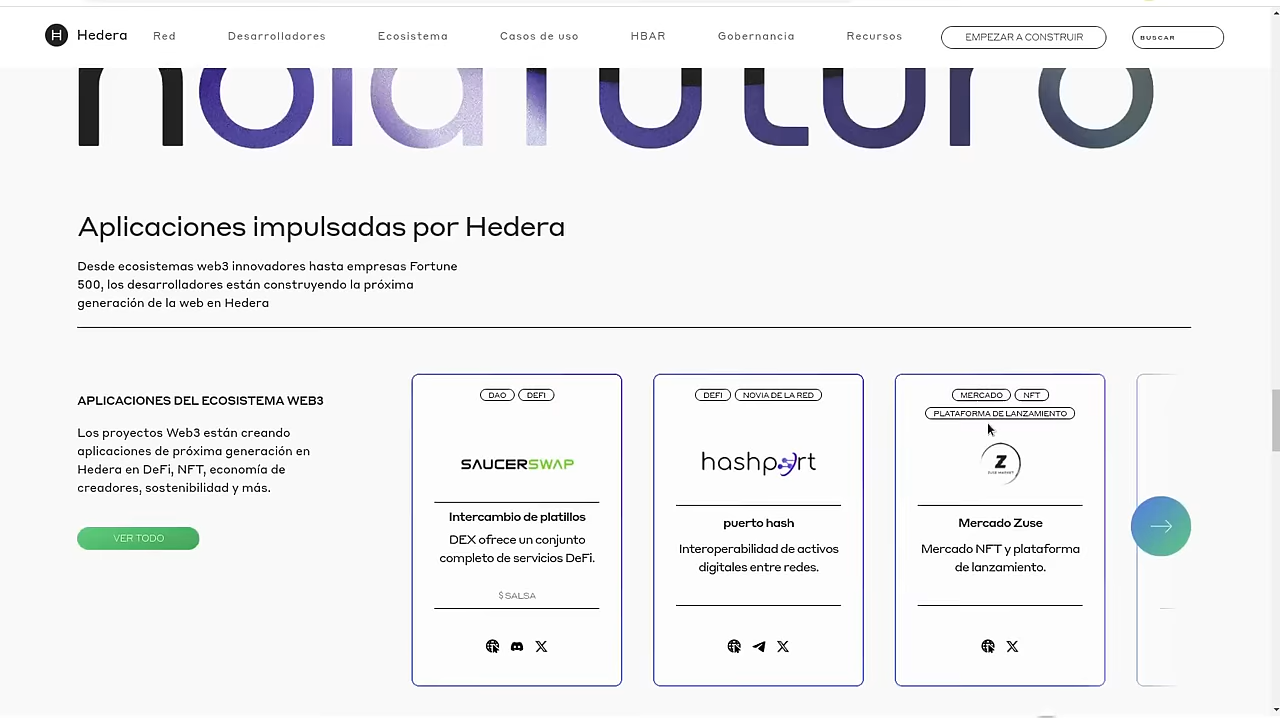 Hedera
Red
Desarrolladores
Ecosistema
Casos de uso
HBAR
Gobernancia
Recursos
EMPEZAR A CONSTRUIR
BUSCAR
hola futuro
Aplicaciones impulsadas por Hedera
Desde ecosistemas web3 innovadores hasta empresas Fortune
500, los desarrolladores están construyendo la próxima
generación de la web en Hedera
APLICACIONES DEL ECOSISTEMA WEB3
Los proyectos Web3 están creando
aplicaciones de próxima generación en
Hedera en DeFi, NFT, economía de
creadores, sostenibilidad y más.
VER TODO
DAO DEFI
SAUCERSWAP
Intercambio de platillos
DEX ofrece un conjunto
completo de servicios DeFi.
$ SALSA
DEFI NOVIA DE LA RED
hashport
puerto hash
Interoperabilidad de activos
digitales entre redes.
MERCADO NFT
PLATAFORMA DE LANZAMIENTO
Z
ZUSE MARKET
Mercado Zuse
Mercado NFT y plataforma
de lanzamiento.